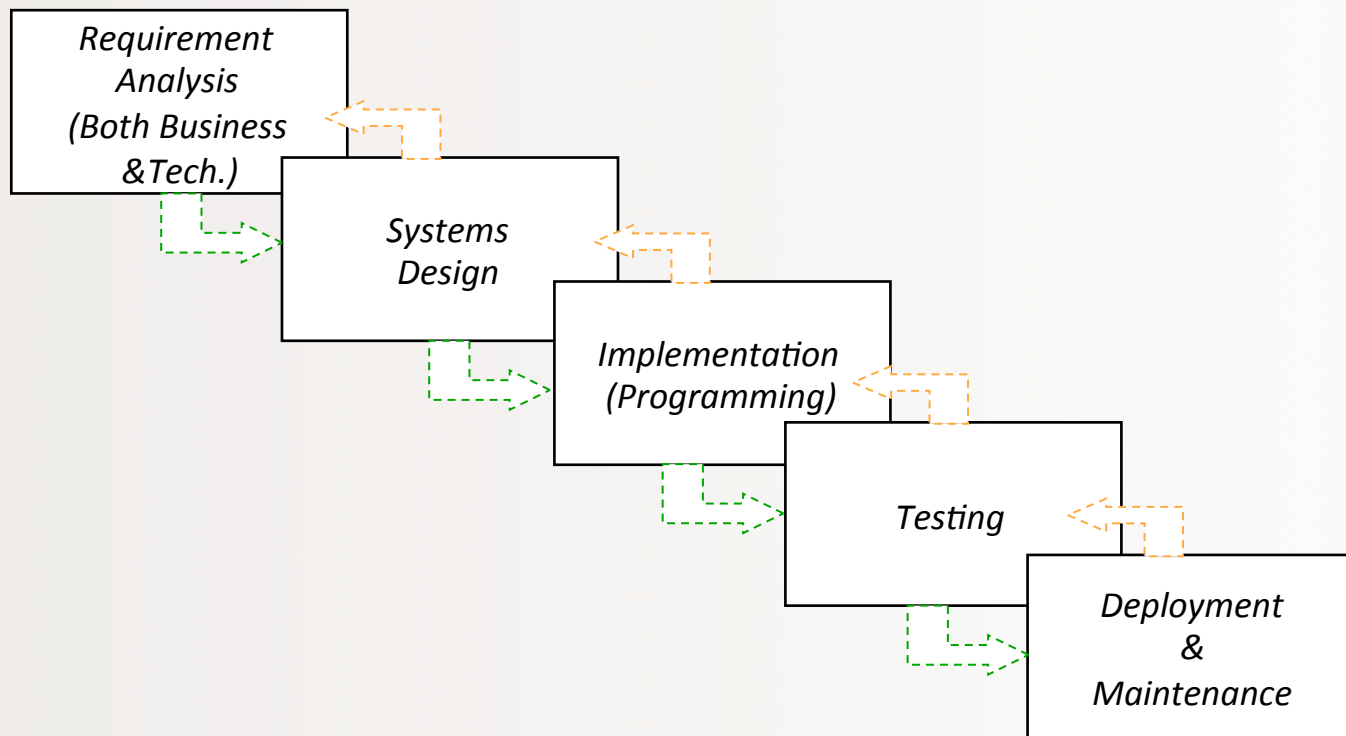 Requirement
Analysis
(Both Business
&Tech.)
Systems
Design
Implementation
(Programming)
Testing
Deployment
&
Maintenance